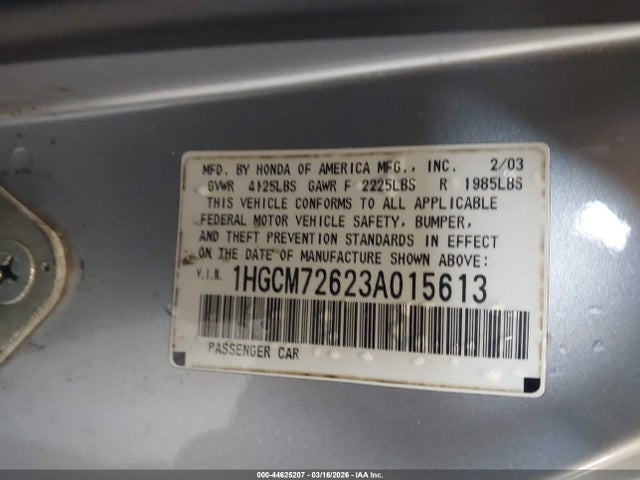 MFD. BY HONDA OF AMERICA MFG., INC. 2/03
GVWR 4125LBS GAWR F 2225LBS R 1985LBS
THIS VEHICLE CONFORMS TO ALL APPLICABLE
FEDERAL MOTOR VEHICLE SAFETY, BUMPER,
AND THEFT PREVENTION STANDARDS IN EFFECT
ON THE DATE OF MANUFACTURE SHOWN ABOVE:
V.I.N. 1HGCM72623A015613
PASSENGER CAR
000-44625207 - 03/16/2026 - IAA Inc.